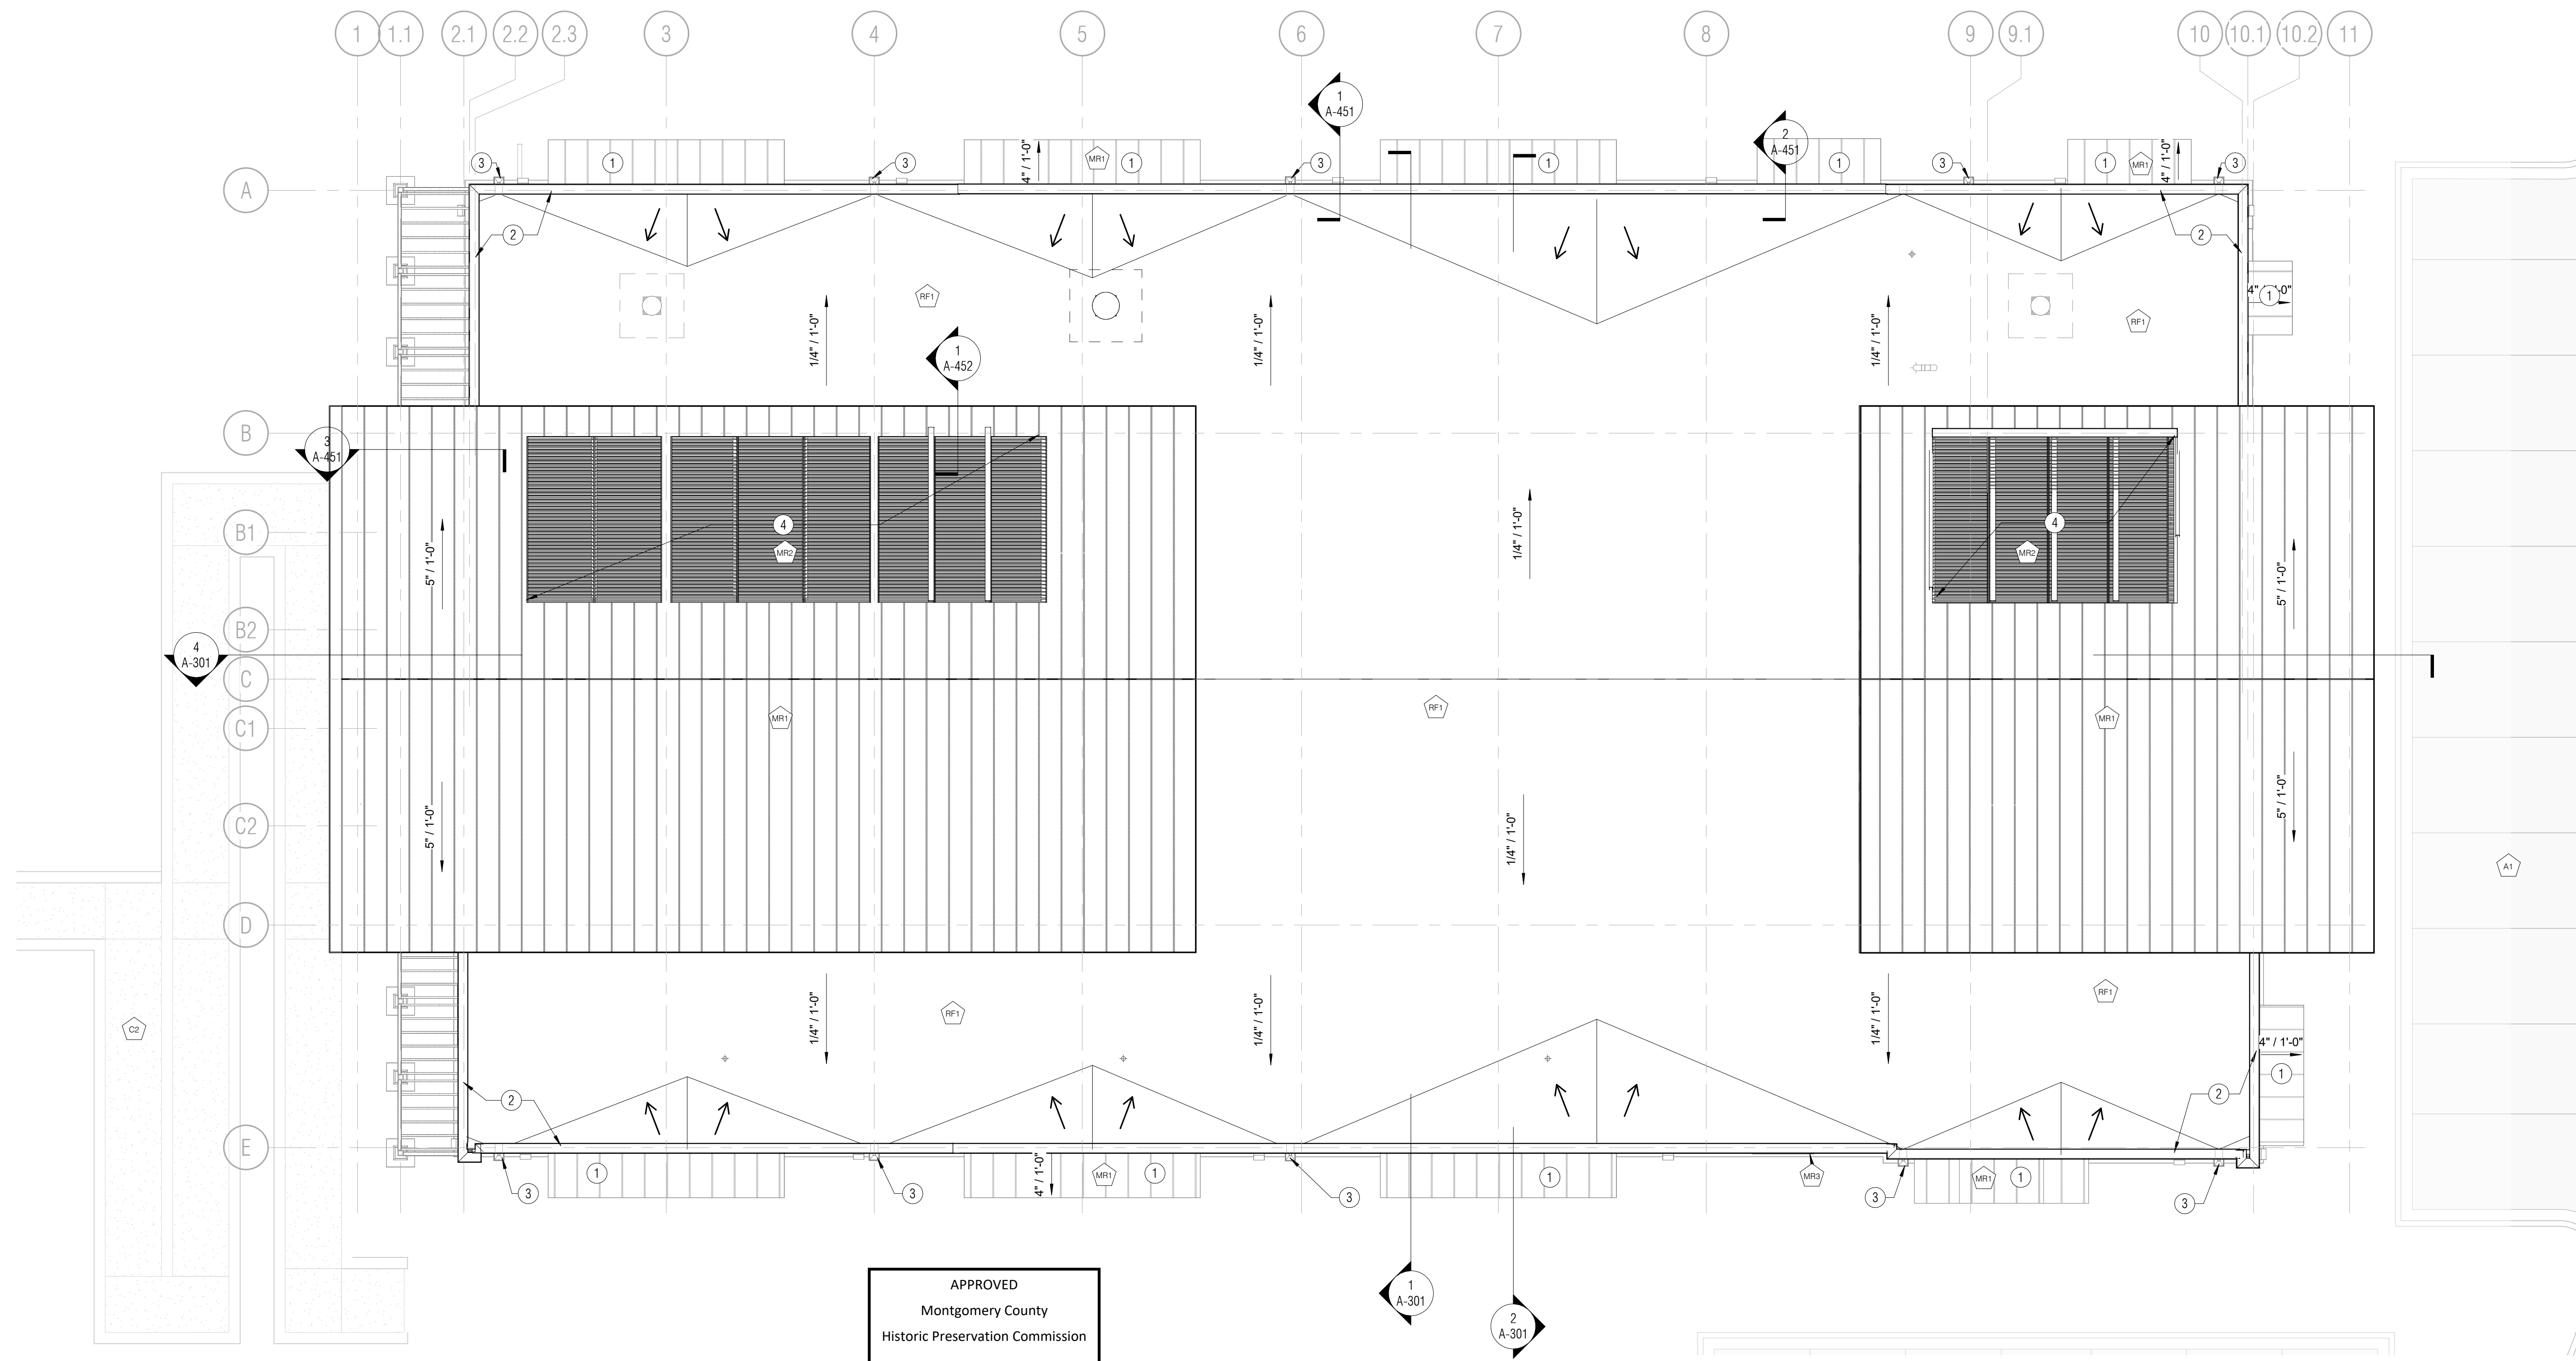 1 1.1 2.1 2.2 2.3 3 4 5 6 7 8 9 9.1 10 10.1 10.2 11
1
A-451
2
A-451
3 1 3 4" / 1'-0" MR1 1 3 1 1 3 1 MR1 4" / 1'-0" 3
A
2 2
RF1 RF1
4" / 1'-0" 1
1/4" / 1'-0" 1/4" / 1'-0" 1/4" / 1'-0"
1
A-452
B
3
A-451
B1
5" / 1'-0" 4 1/4" / 1'-0" 4 5" / 1'-0"
MR2 MR2
B2
4
A-301
C
MR1 RF1 MR1
C1
5" / 1'-0" 1/4" / 1'-0" 5" / 1'-0"
C2
A1
D
RF1 RF1
C2
1/4" / 1'-0" 1/4" / 1'-0" 1/4" / 1'-0"
4" / 1'-0"
1
2 2
E
1 4" / 1'-0" MR1 1 1 MR3 MR1 1
3 3 3 3 3
1
A-301
2
A-301
APPROVED
Montgomery County
Historic Preservation Commission